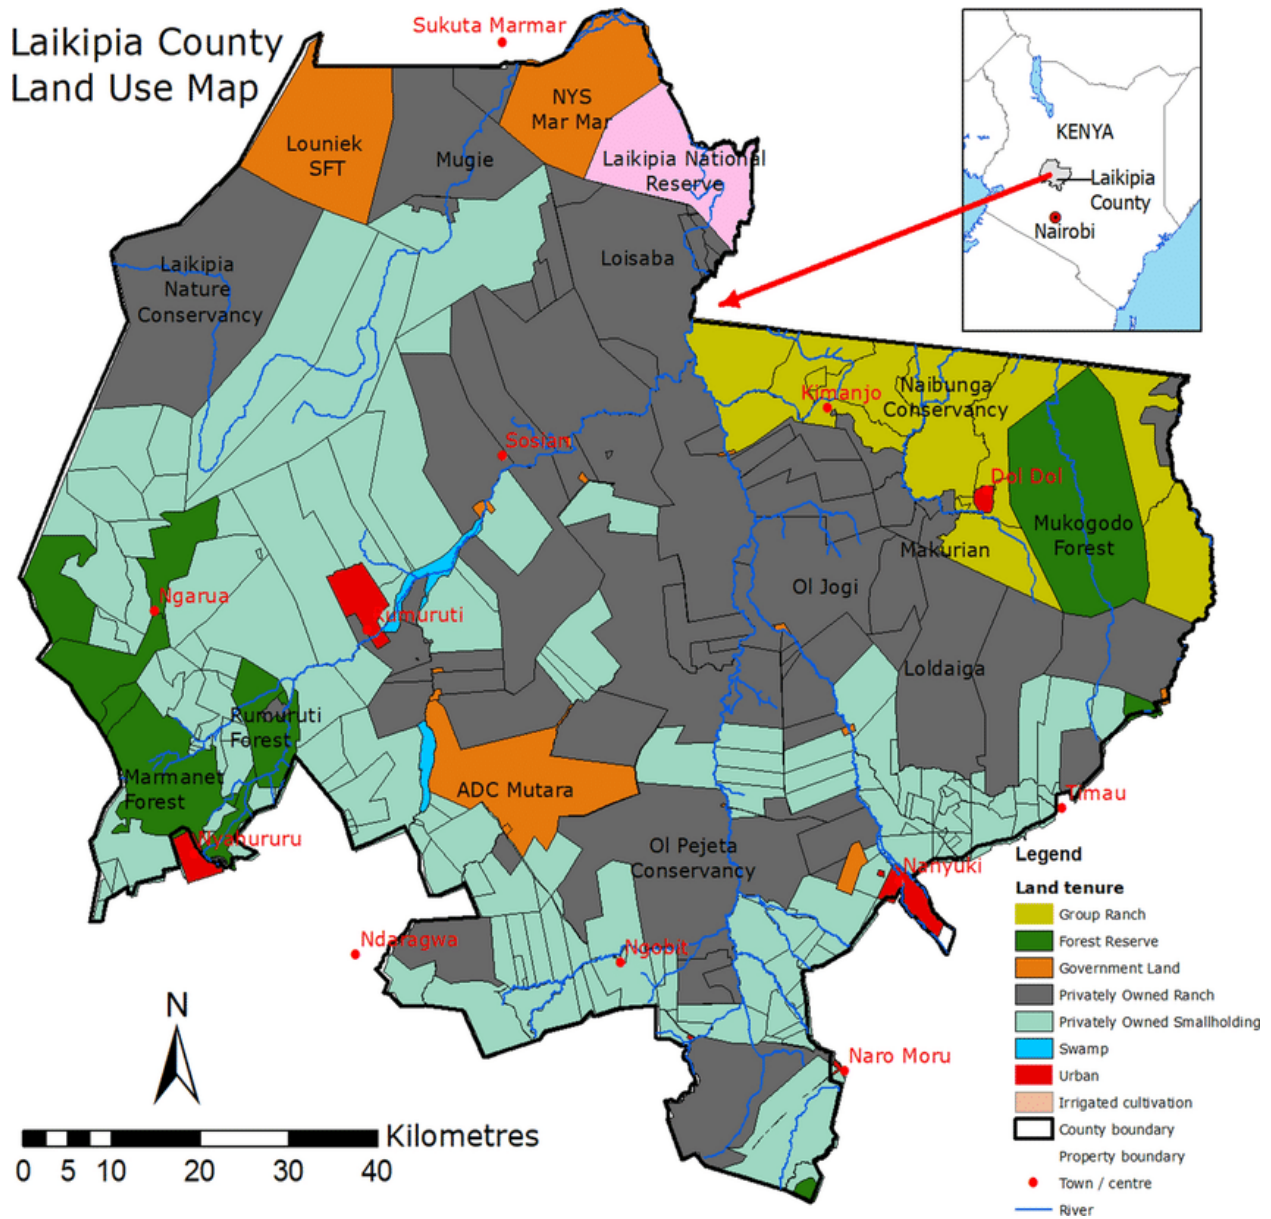 Laikipia County
Land Use Map
Sukuta Marmar
NYS
Mar Mar
Louniek
SFT
Mugie
Laikipia National
Reserve
KENYA
Laikipia
County
Nairobi
Laikipia
Nature
Conservancy
Loisaba
Kimanjo
Naibunga
Conservancy
Sosian
Dol Dol
Mukogodo
Forest
Makurian
Ol Jogi
Ngarua
Rumuruti
Loldaiga
Rumuruti
Forest
Marmanet
Forest
ADC Mutara
Timau
Nyahururu
Ol Pejeta
Conservancy
Nanyuki
Ndaragwa
Ngobit
Naro Moru
N
Kilometres
0 5 10 20 30 40
Legend
Land tenure
Group Ranch
Forest Reserve
Government Land
Privately Owned Ranch
Privately Owned Smallholding
Swamp
Urban
Irrigated cultivation
County boundary
Property boundary
Town / centre
River